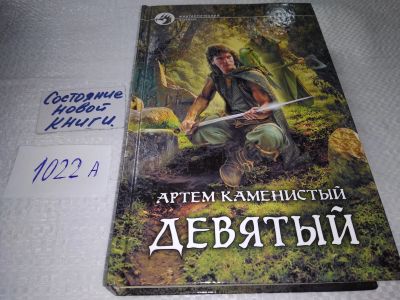 Состояние
новой
книги.
1022 А
АРТЕМ КАМЕНИСТЫЙ
ДЕВЯТЫЙ